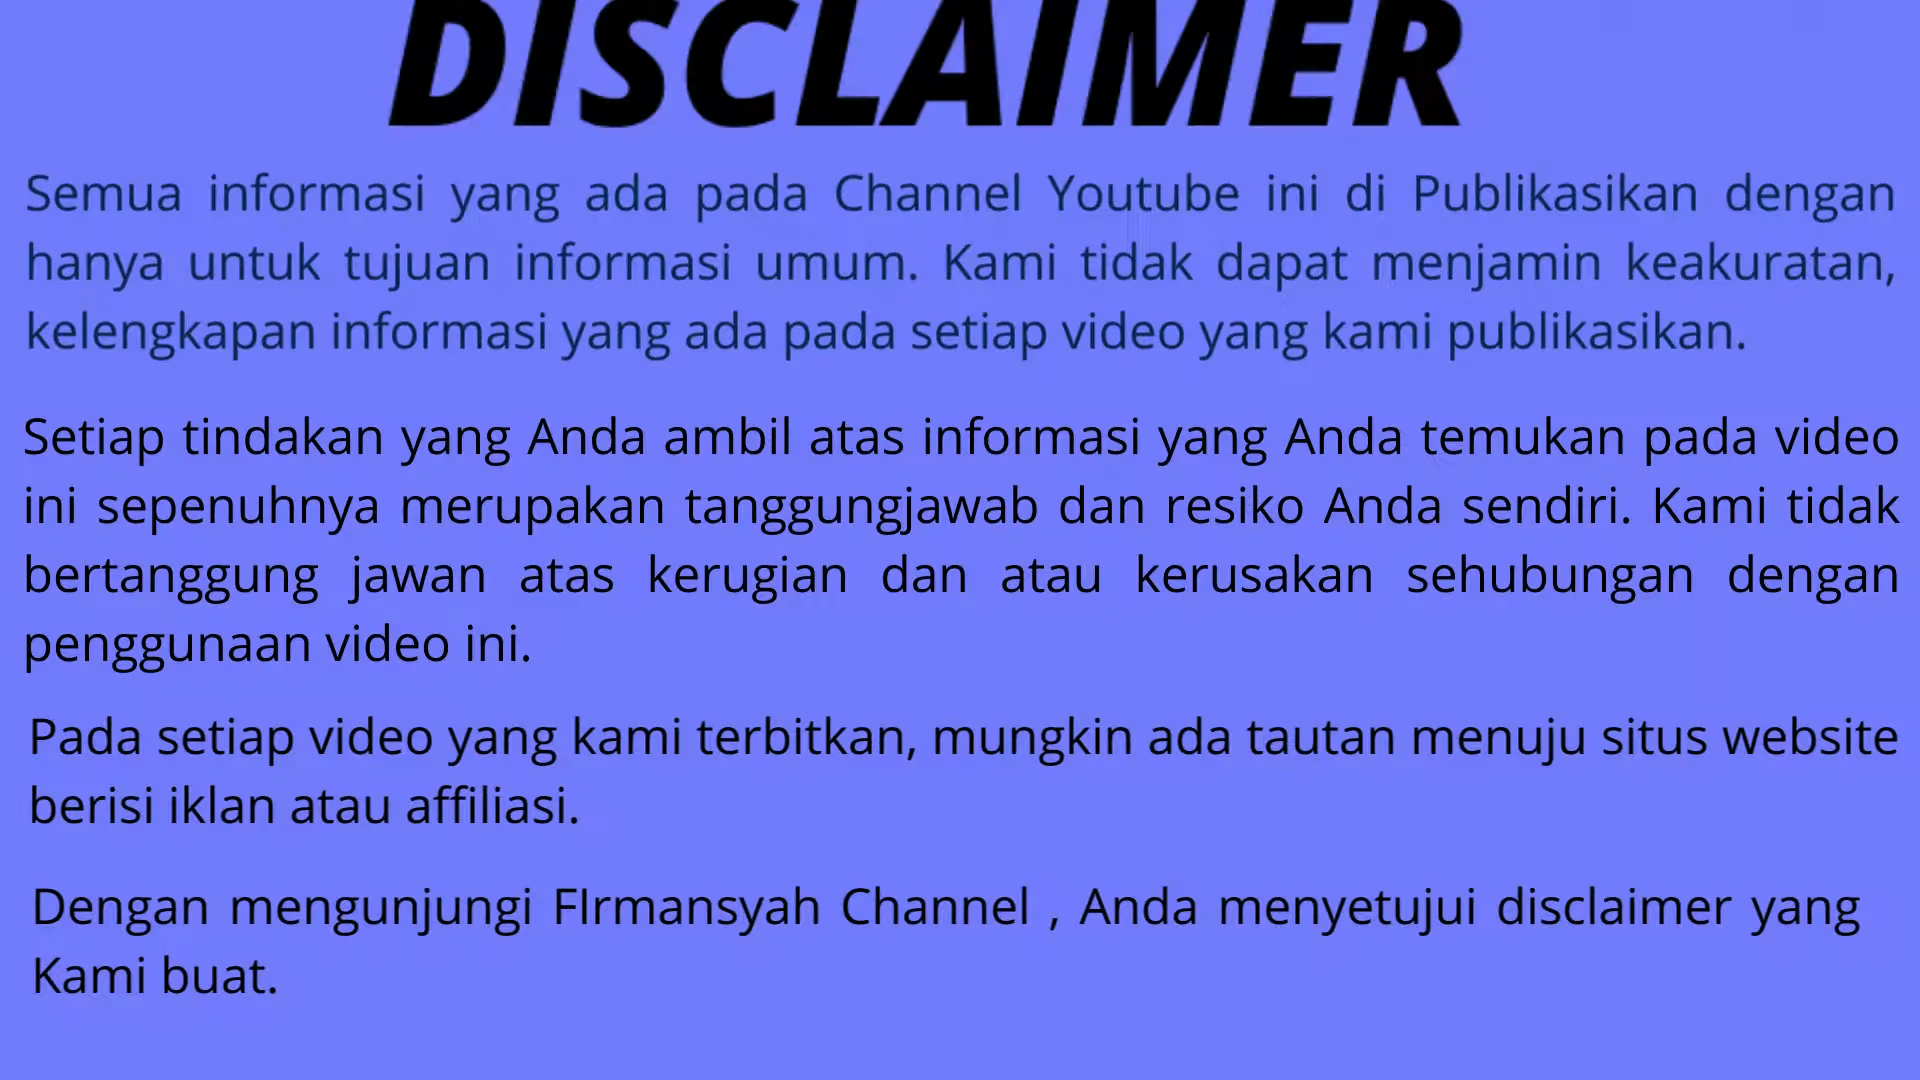 DISCLAIMER
Semua informasi yang ada pada Channel Youtube ini di Publikasikan dengan
hanya untuk tujuan informasi umum. Kami tidak dapat menjamin keakuratan,
kelengkapan informasi yang ada pada setiap video yang kami publikasikan.
Setiap tindakan yang Anda ambil atas informasi yang Anda temukan pada video
ini sepenuhnya merupakan tanggungjawab dan resiko Anda sendiri. Kami tidak
bertanggung jawan atas kerugian dan atau kerusakan sehubungan dengan
penggunaan video ini.
Pada setiap video yang kami terbitkan, mungkin ada tautan menuju situs website
berisi iklan atau affiliasi.
Dengan mengunjungi FIrmansyah Channel , Anda menyetujui disclaimer yang
Kami buat.